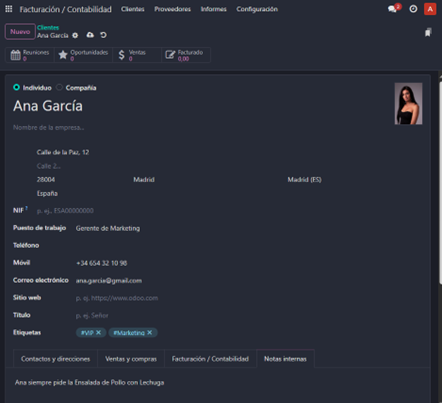 Facturación / Contabilidad Clientes Proveedores Informes Configuración 2 A
Nuevo Clientes
Ana García
Reuniones 0 Oportunidades 0 Ventas 0 Facturado 0,00
Individuo Compañía
Ana García
Nombre de la empresa...
Calle de la Paz, 12
Calle 2...
28004 Madrid Madrid (ES)
España
NIF ? p. ej., ESA00000000
Puesto de trabajo Gerente de Marketing
Teléfono
Móvil +34 654 32 10 98
Correo electrónico ana.garcia@gmail.com
Sitio web p. ej. https://www.odoo.com
Título p. ej. Señor
Etiquetas #VIP × #Marketing ×
Contactos y direcciones Ventas y compras Facturación / Contabilidad Notas internas
Ana siempre pide la Ensalada de Pollo con Lechuga